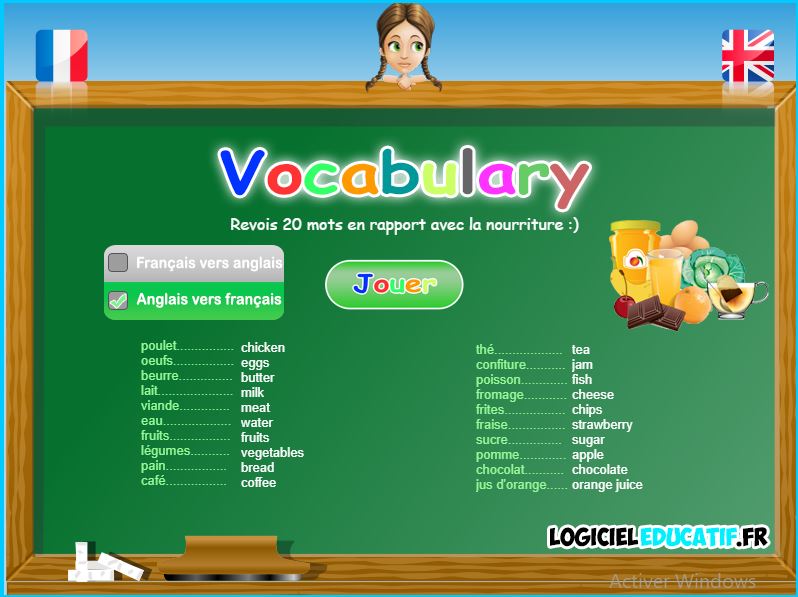 Vocabulary
Revois 20 mots en rapport avec la nourriture :)
Français vers anglais
Anglais vers français
Jouer
poulet................ chicken
oeufs................. eggs
beurre............... butter
lait..................... milk
viande.............. meat
eau................... water
fruits................. fruits
légumes........... vegetables
pain................. bread
café................. coffee
thé................... tea
confiture........... jam
poisson............. fish
fromage............ cheese
frites................. chips
fraise................ strawberry
sucre............... sugar
pomme............. apple
chocolat........... chocolate
jus d'orange...... orange juice
LOGICIELEDUCATIF.FR
Activer Windows